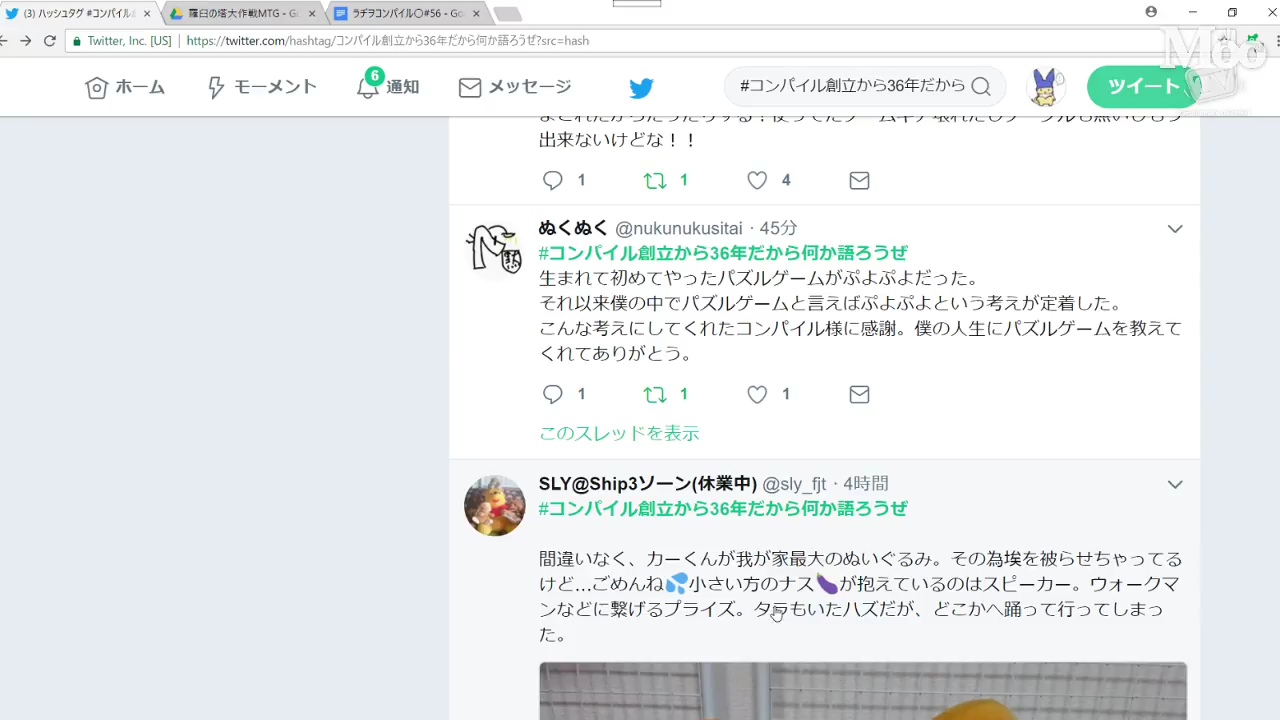 (3) ハッシュタグ #コンパイル
羅臼の塔大作戦MTG - G
ラヂヲコンパイル〇#56 - Go
Twitter, Inc. [US] | https://twitter.com/hashtag/コンパイル創立から36年だから何か語ろうぜ?src=hash
ホーム
モーメント
6
通知
メッセージ
#コンパイル創立から36年だから
ツイート
Moo
出来ないけどな！！
1 1 4
ぬくぬく @nukunukusitai · 45分
#コンパイル創立から36年だから何か語ろうぜ
生まれて初めてやったパズルゲームがぷよぷよだった。
それ以来僕の中でパズルゲームと言えばぷよぷよという考えが定着した。
こんな考えにしてくれたコンパイル様に感謝。僕の人生にパズルゲームを教えて
くれてありがとう。
1 1 1
このスレッドを表示
SLY@Ship3ソーン(休業中) @sly_fjt · 4時間
#コンパイル創立から36年だから何か語ろうぜ
間違いなく、カーくんが我が家最大のぬいぐるみ。その為埃を被らせちゃってる
けど…ごめんね💦小さい方のナス🍆が抱えているのはスピーカー。ウォークマ
ンなどに繋げるプライズ。タラもいたハズだが、どこかへ踊って行ってしまっ
た。